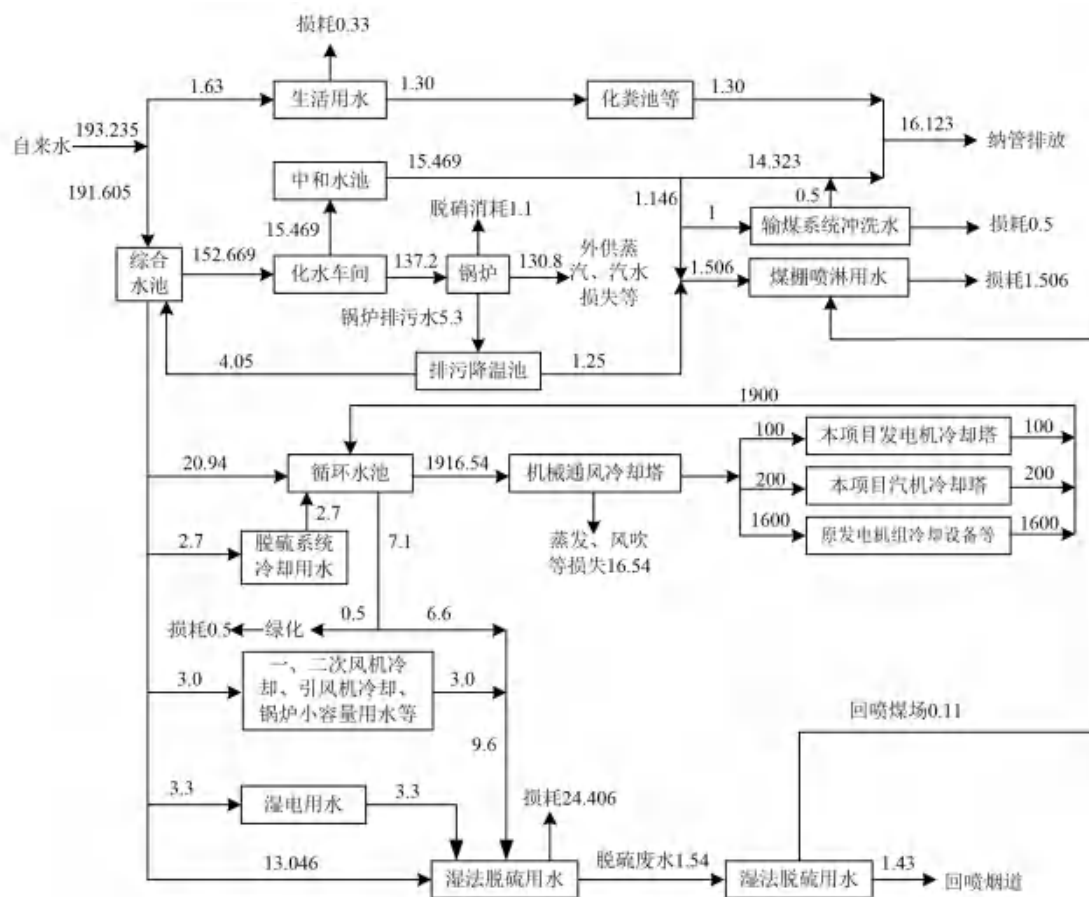 损耗0.33
1.63
生活用水
1.30
化粪池等
1.30
自来水
193.235
16.123
纳管排放
191.605
中和水池
15.469
14.323
脱硝消耗1.1
1.146
0.5
15.469
1
输煤系统冲洗水
损耗0.5
综合
水池
152.669
化水车间
137.2
锅炉
130.8
外供蒸
汽、汽水
损失等
1.506
煤棚喷淋用水
损耗1.506
锅炉排污水5.3
4.05
排污降温池
1.25
1900
20.94
循环水池
1916.54
机械通风冷却塔
100
本项目发电机冷却塔
100
200
本项目汽机冷却塔
200
1600
原发电机组冷却设备等
1600
2.7
2.7
脱硫系统
冷却用水
7.1
蒸发、风吹
等损失16.54
0.5
6.6
损耗0.5
绿化
3.0
一、二次风机冷
却、引风机冷却、
锅炉小容量用水等
3.0
回喷煤场0.11
9.6
3.3
湿电用水
3.3
损耗24.406
13.046
湿法脱硫用水
脱硫废水1.54
湿法脱硫用水
1.43
回喷烟道